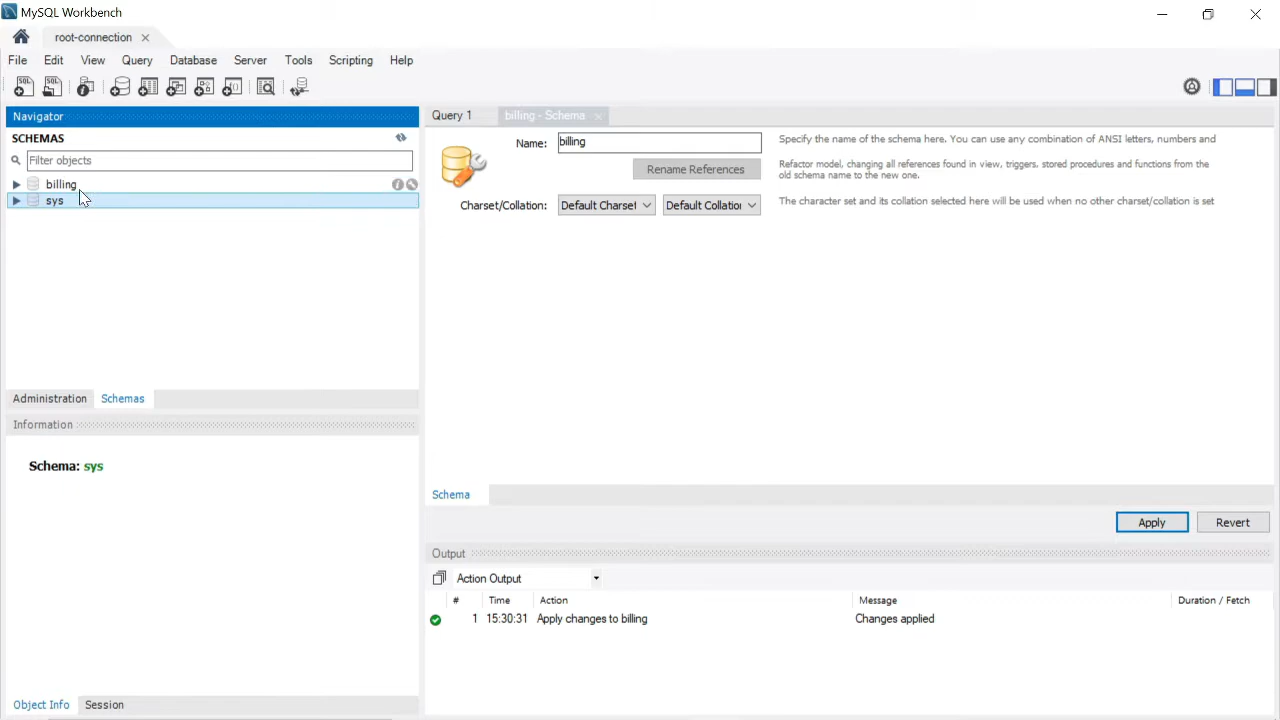 MySQL Workbench
root-connection
File Edit View Query Database Server Tools Scripting Help
Navigator
SCHEMAS
Filter objects
billing
sys
Administration Schemas
Information
Schema: sys
Object Info Session
Query 1 billing - Schema
Name: billing
Specify the name of the schema here. You can use any combination of ANSI letters, numbers and
Rename References
Refactor model, changing all references found in view, triggers, stored procedures and functions from the
old schema name to the new one.
Charset/Collation: Default Charset Default Collation
The character set and its collation selected here will be used when no other charset/collation is set
Schema
Apply Revert
Output
Action Output
# Time Action Message Duration / Fetch
1 15:30:31 Apply changes to billing Changes applied